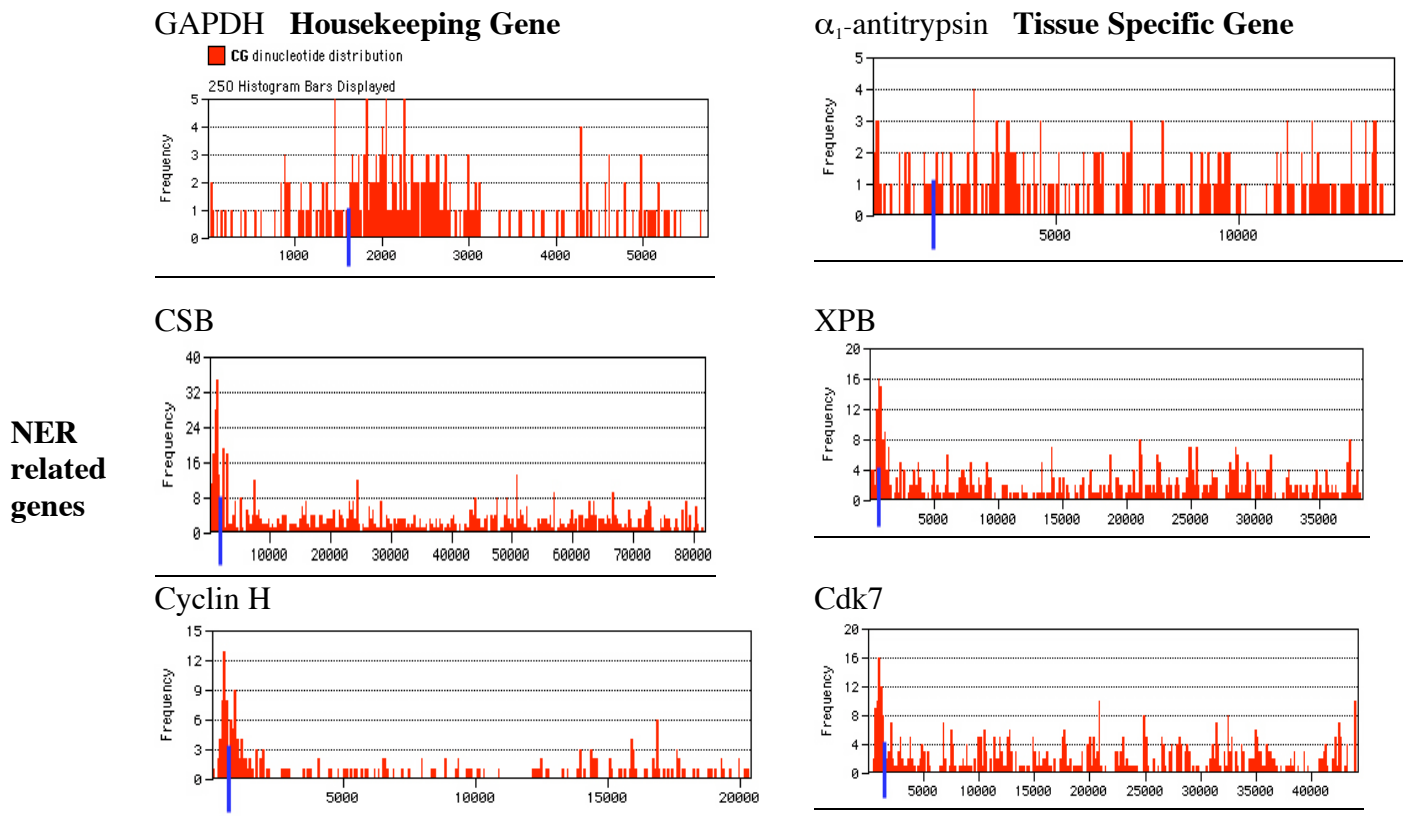 GAPDH Housekeeping Gene
CG dinucleotide distribution
250 Histogram Bars Displayed
5
4
3
2
1
0
Frequency
1000 2000 3000 4000 5000
α₁-antitrypsin Tissue Specific Gene
5
4
3
2
1
0
Frequency
5000 10000
NER
related
genes
CSB
40
32
24
16
8
0
Frequency
10000 20000 30000 40000 50000 60000 70000 80000
XPB
20
16
12
8
4
0
Frequency
5000 10000 15000 20000 25000 30000 35000
Cyclin H
15
12
9
6
3
0
Frequency
5000 10000 15000 20000
Cdk7
20
16
12
8
4
0
Frequency
5000 10000 15000 20000 25000 30000 35000 40000